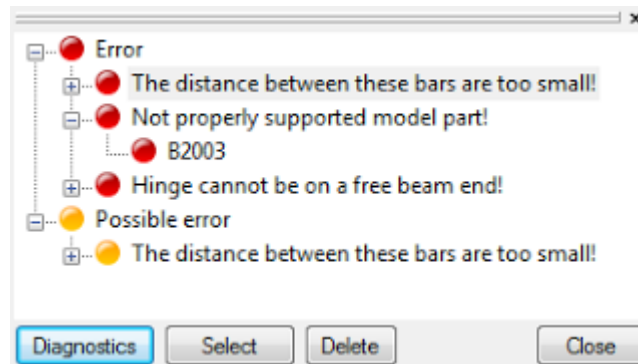 Error
The distance between these bars are too small!
Not properly supported model part!
B2003
Hinge cannot be on a free beam end!
Possible error
The distance between these bars are too small!
Diagnostics Select Delete Close